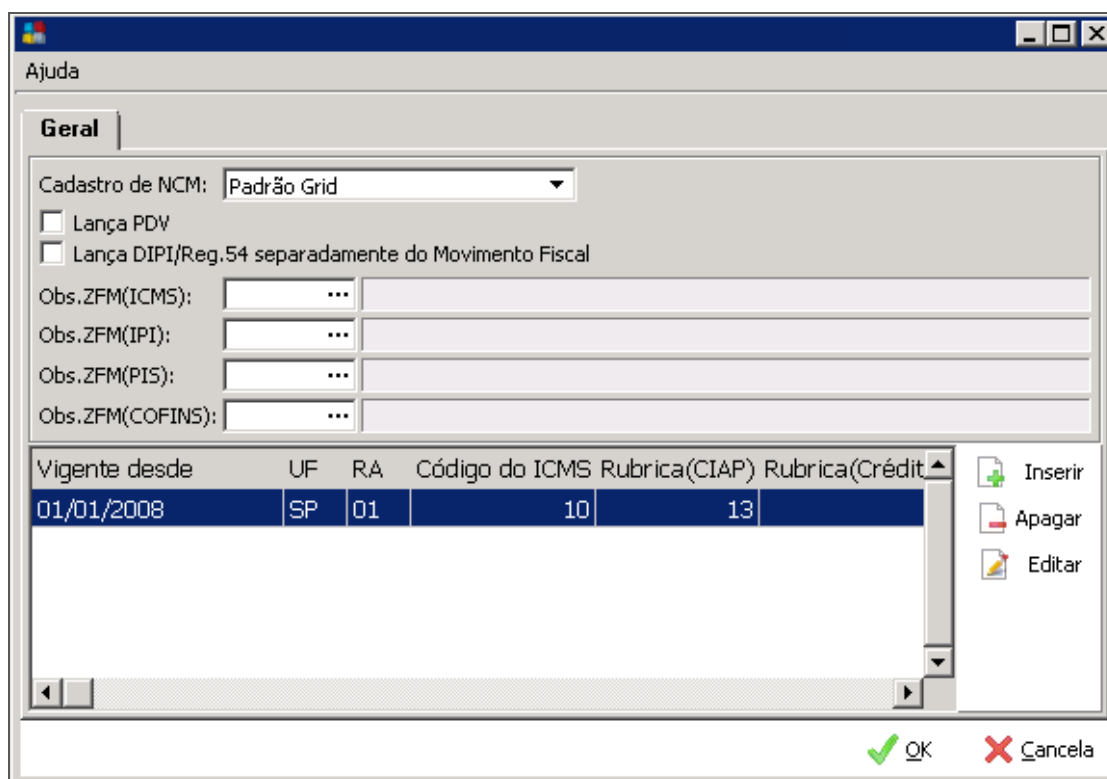 Ajuda
Geral
Cadastro de NCM: Padrão Grid
Lança PDV
Lança DIPI/Reg.54 separadamente do Movimento Fiscal
Obs.ZFM(ICMS): ...
Obs.ZFM(IPI): ...
Obs.ZFM(PIS): ...
Obs.ZFM(COFINS): ...
Vigente desde UF RA Código do ICMS Rubrica(CIAP) Rubrica(Crédit
01/01/2008 SP 01 10 13
Inserir
Apagar
Editar
OK Cancela